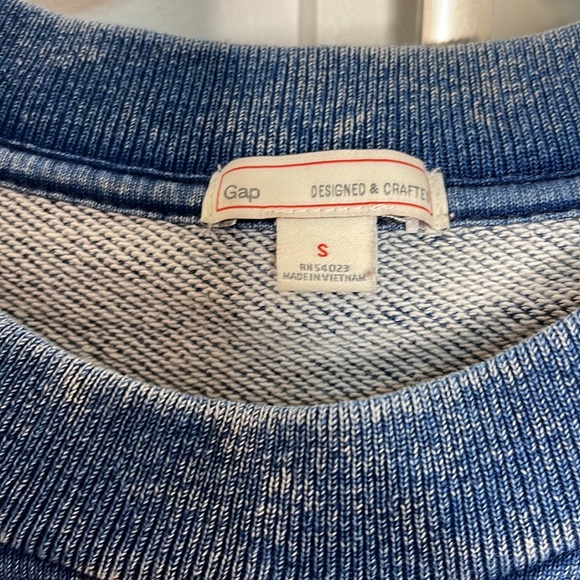 Gap DESIGNED & CRAFTE
S
RN54023
MADE IN VIETNAM